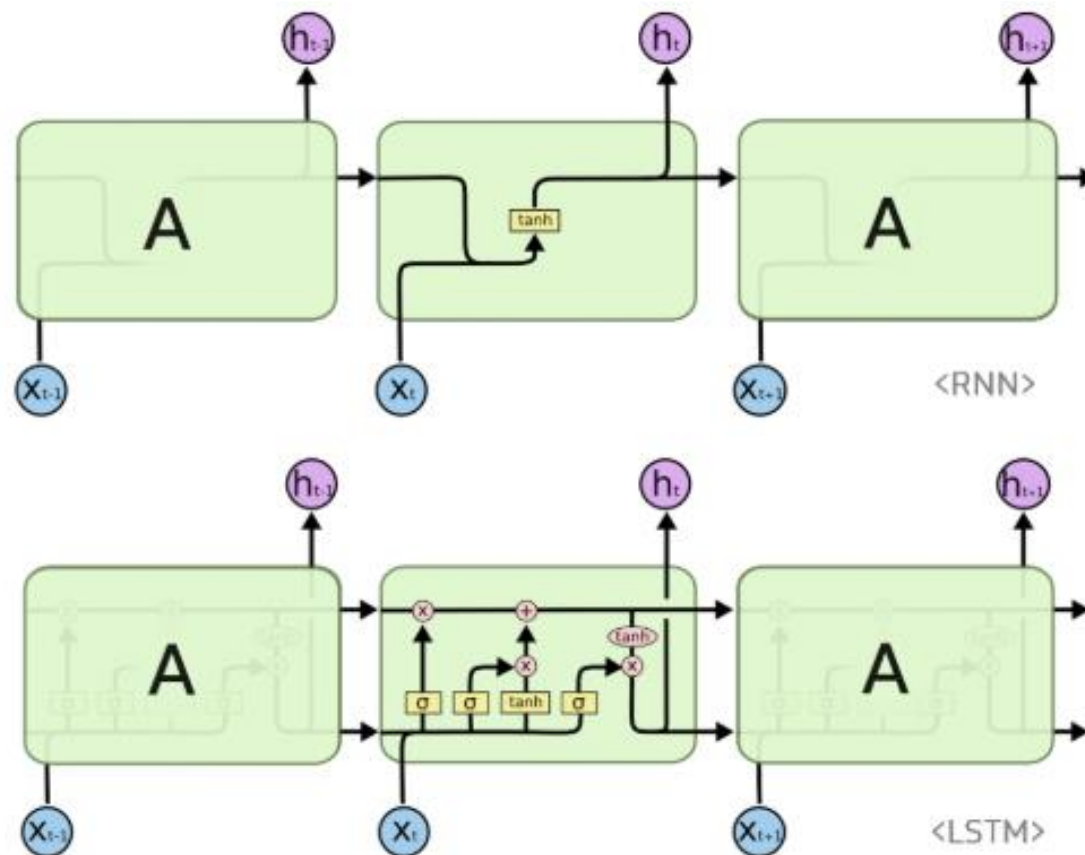 hₜ₋₁ hₜ hₜ₊₁
A tanh A
xₜ₋₁ xₜ xₜ₊₁
<RNN>
hₜ₋₁ hₜ hₜ₊₁
x +
tanh
x x
A σ σ tanh σ A
xₜ₋₁ xₜ xₜ₊₁
<LSTM>